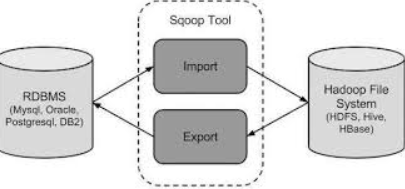 Sqoop Tool
Import
RDBMS
(Mysql, Oracle,
Postgresql, DB2)
Export
Hadoop File
System
(HDFS, Hive,
HBase)